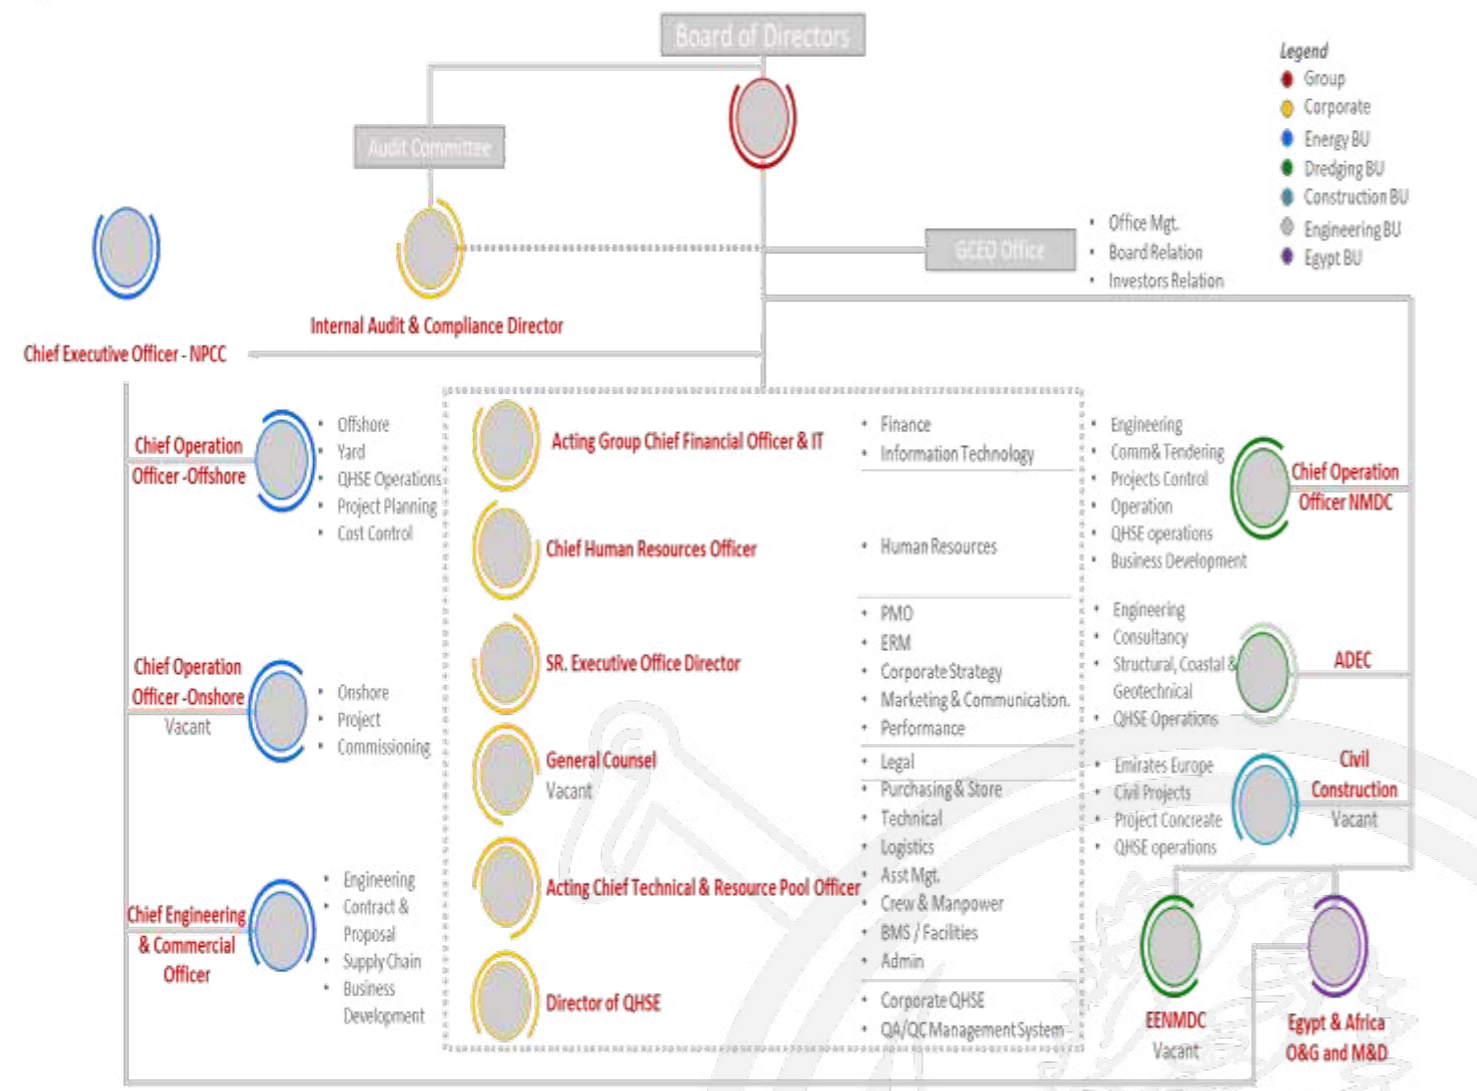 Board of Directors
Legend
Group
Corporate
Energy BU
Dredging BU
Construction BU
Engineering BU
Egypt BU
Audit Committee
GCEO Office
• Office Mgt.
• Board Relation
• Investors Relation
Internal Audit & Compliance Director
Chief Executive Officer - NPCC
Chief Operation
Officer -Offshore
• Offshore
• Yard
• QHSE Operations
• Project Planning
• Cost Control
Chief Operation
Officer -Onshore
Vacant
• Onshore
• Project
• Commissioning
Chief Engineering
& Commercial
Officer
• Engineering
• Contract &
Proposal
• Supply Chain
• Business
Development
Acting Group Chief Financial Officer & IT
• Finance
• Information Technology
Chief Human Resources Officer
• Human Resources
SR. Executive Office Director
• PMO
• ERM
• Corporate Strategy
• Marketing & Communication.
• Performance
General Counsel
Vacant
• Legal
Acting Chief Technical & Resource Pool Officer
• Purchasing & Store
• Technical
• Logistics
• Asst Mgt.
• Crew & Manpower
• BMS / Facilities
• Admin
Director of QHSE
• Corporate QHSE
• QA/QC Management System
• Engineering
• Comm& Tendering
• Projects Control
• Operation
• QHSE operations
• Business Development
Chief Operation
Officer NMDC
• Engineering
• Consultancy
• Structural, Coastal &
Geotechnical
• QHSE Operations
ADEC
• Emirates Europe
• Civil Projects
• Project Concreate
• QHSE operations
Civil
Construction
Vacant
EENMDC
Vacant
Egypt & Africa
O&G and M&D